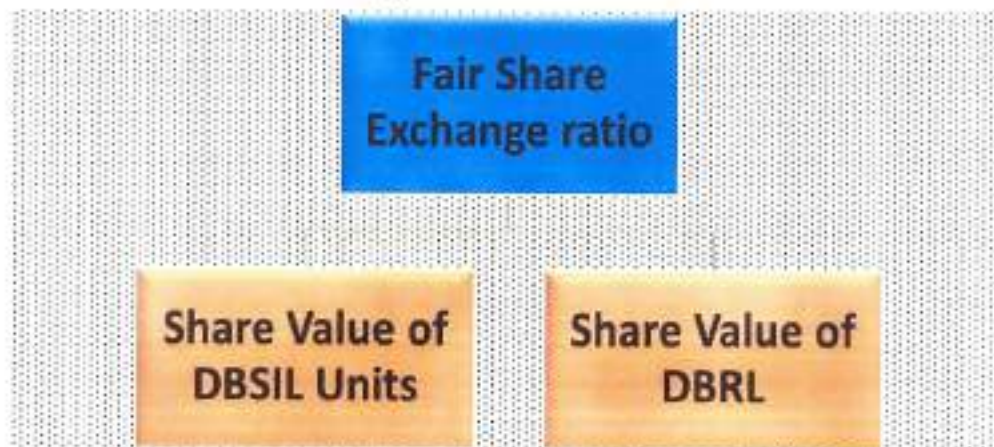 Fair Share
Exchange ratio
Share Value of
DBSIL Units
Share Value of
DBRL